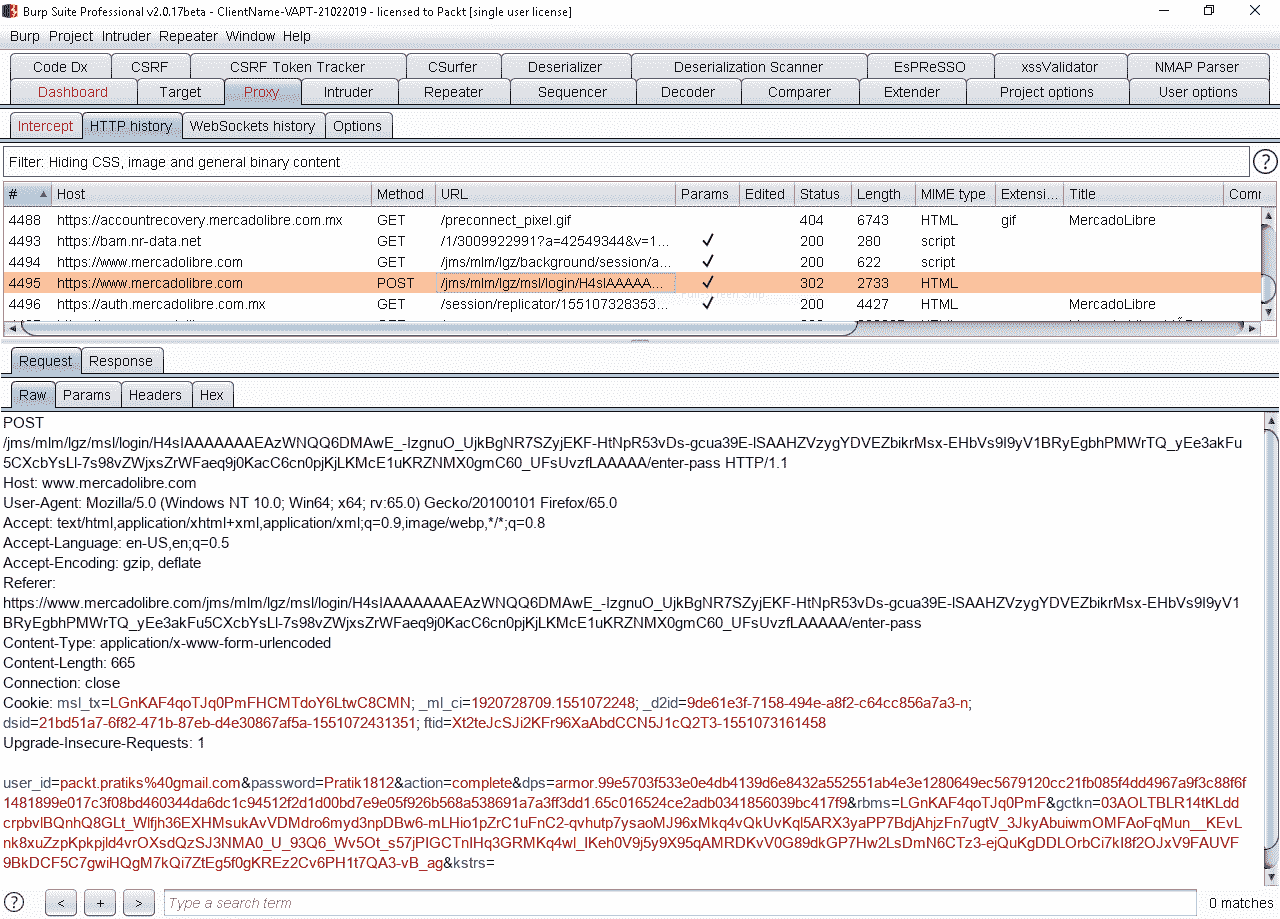 Burp Suite Professional v2.0.17beta - ClientName-VAPT-21022019 - licensed to Packt [single user license]
Burp Project Intruder Repeater Window Help
Code Dx CSRF CSRF Token Tracker CSurfer Deserializer Deserialization Scanner EsPReSSO xssValidator NMAP Parser
Dashboard Target Proxy Intruder Repeater Sequencer Decoder Comparer Extender Project options User options
Intercept HTTP history WebSockets history Options
Filter: Hiding CSS, image and general binary content ?
# Host Method URL Params Edited Status Length MIME type Extensi... Title Comr
4488 https://accountrecovery.mercadolibre.com.mx GET /preconnect_pixel.gif 404 6743 HTML gif MercadoLibre
4493 https://bam.nr-data.net GET /1/3009922991?a=42549344&v=1... ✓ 200 280 script
4494 https://www.mercadolibre.com GET /jms/mlm/lgz/background/session/a... ✓ 200 622 script
4495 https://www.mercadolibre.com POST /jms/mlm/lgz/msl/login/H4sIAAAAA... ✓ 302 2733 HTML
4496 https://auth.mercadolibre.com.mx GET /session/replicator/155107328353... ✓ 200 4427 HTML MercadoLibre
Request Response
Raw Params Headers Hex
POST
/jms/mlm/lgz/msl/login/H4sIAAAAAAAEAzWNQQ6DMAwE_-IzgnuO_UjkBgNR7SZyjEKF-HtNpR53vDs-gcua39E-lSAAHZVzygYDVEZbikrMsx-EHbVs9I9yV1BRyEgbhPMWrTQ_yEe3akFu
5CXcbYsLl-7s98vZWjxsZrWFaeq9j0KacC6cn0pjKjLKMcE1uKRZNMX0gmC60_UFsUvzfLAAAAA/enter-pass HTTP/1.1
Host: www.mercadolibre.com
User-Agent: Mozilla/5.0 (Windows NT 10.0; Win64; x64; rv:65.0) Gecko/20100101 Firefox/65.0
Accept: text/html,application/xhtml+xml,application/xml;q=0.9,image/webp,*/*;q=0.8
Accept-Language: en-US,en;q=0.5
Accept-Encoding: gzip, deflate
Referer:
https://www.mercadolibre.com/jms/mlm/lgz/msl/login/H4sIAAAAAAAEAzWNQQ6DMAwE_-IzgnuO_UjkBgNR7SZyjEKF-HtNpR53vDs-gcua39E-lSAAHZVzygYDVEZbikrMsx-EHbVs9I9yV1
BRyEgbhPMWrTQ_yEe3akFu5CXcbYsLl-7s98vZWjxsZrWFaeq9j0KacC6cn0pjKjLKMcE1uKRZNMX0gmC60_UFsUvzfLAAAAA/enter-pass
Content-Type: application/x-www-form-urlencoded
Content-Length: 665
Connection: close
Cookie: msl_tx=LGnKAF4qoTJq0PmFHCMTdoY6LtwC8CMN; _ml_ci=1920728709.1551072248; _d2id=9de61e3f-7158-494e-a8f2-c64cc856a7a3-n;
dsid=21bd51a7-6f82-471b-87eb-d4e30867af5a-1551072431351; ftid=Xt2teJcSJi2KFr96XaAbdCCN5J1cQ2T3-1551073161458
Upgrade-Insecure-Requests: 1
user_id=packt.pratiks%40gmail.com&password=Pratik1812&action=complete&dps=armor.99e5703f533e0e4db4139d6e8432a552551ab4e3e1280649ec5679120cc21fb085f4dd4967a9f3c88f6f
1481899e017c3f08bd460344da6dc1c94512f2d1d00bd7e9e05f926b568a538691a7a3ff3dd1.65c016524ce2adb0341856039bc417f9&rbms=LGnKAF4qoTJq0PmF&gctkn=03AOLTBLR14tKLdd
crpbvlBQnhQ8GLt_Wlfjh36EXHMsukAvVDMdro6myd3npDBw6-mLHio1pZrC1uFnC2-qvhutp7ysaoMJ96xMkq4vQkUvKql5ARX3yaPP7BdjAhjzFn7ugtV_3JkyAbuiwmOMFAoFqMun__KEvL
nk8xuZzpKpkpjld4vrOXsdQzSJ3NMA0_U_93Q6_Wv5Ot_s57jPIGCTnIHq3GRMKq4wl_IKeh0V9j5y9X95qAMRDKvV0G89dkGP7Hw2LsDmN6CTz3-ejQuKgDDLOrbCi7kI8f2OJxV9FAUVF
9BkDCF5C7gwiHQgM7kQi7ZtEg5f0gKREz2Cv6PH1t7QA3-vB_ag&kstrs=
? < + > Type a search term 0 matches